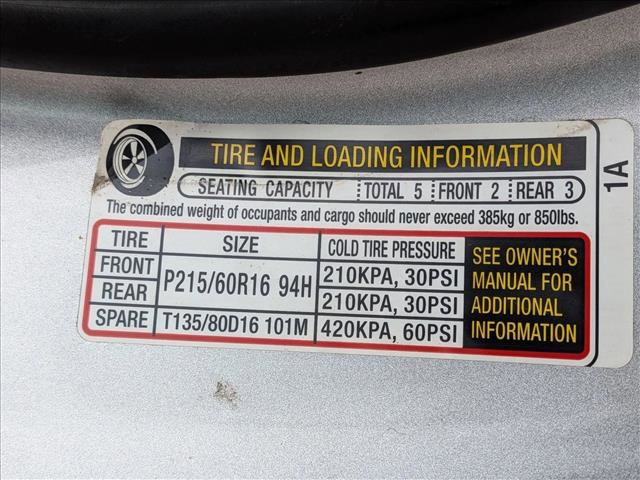 TIRE AND LOADING INFORMATION
SEATING CAPACITY TOTAL 5 FRONT 2 REAR 3
The combined weight of occupants and cargo should never exceed 385kg or 850lbs.
TIRE SIZE COLD TIRE PRESSURE
FRONT P215/60R16 94H 210KPA, 30PSI
REAR 210KPA, 30PSI
SPARE T135/80D16 101M 420KPA, 60PSI
SEE OWNER'S
MANUAL FOR
ADDITIONAL
INFORMATION
1A